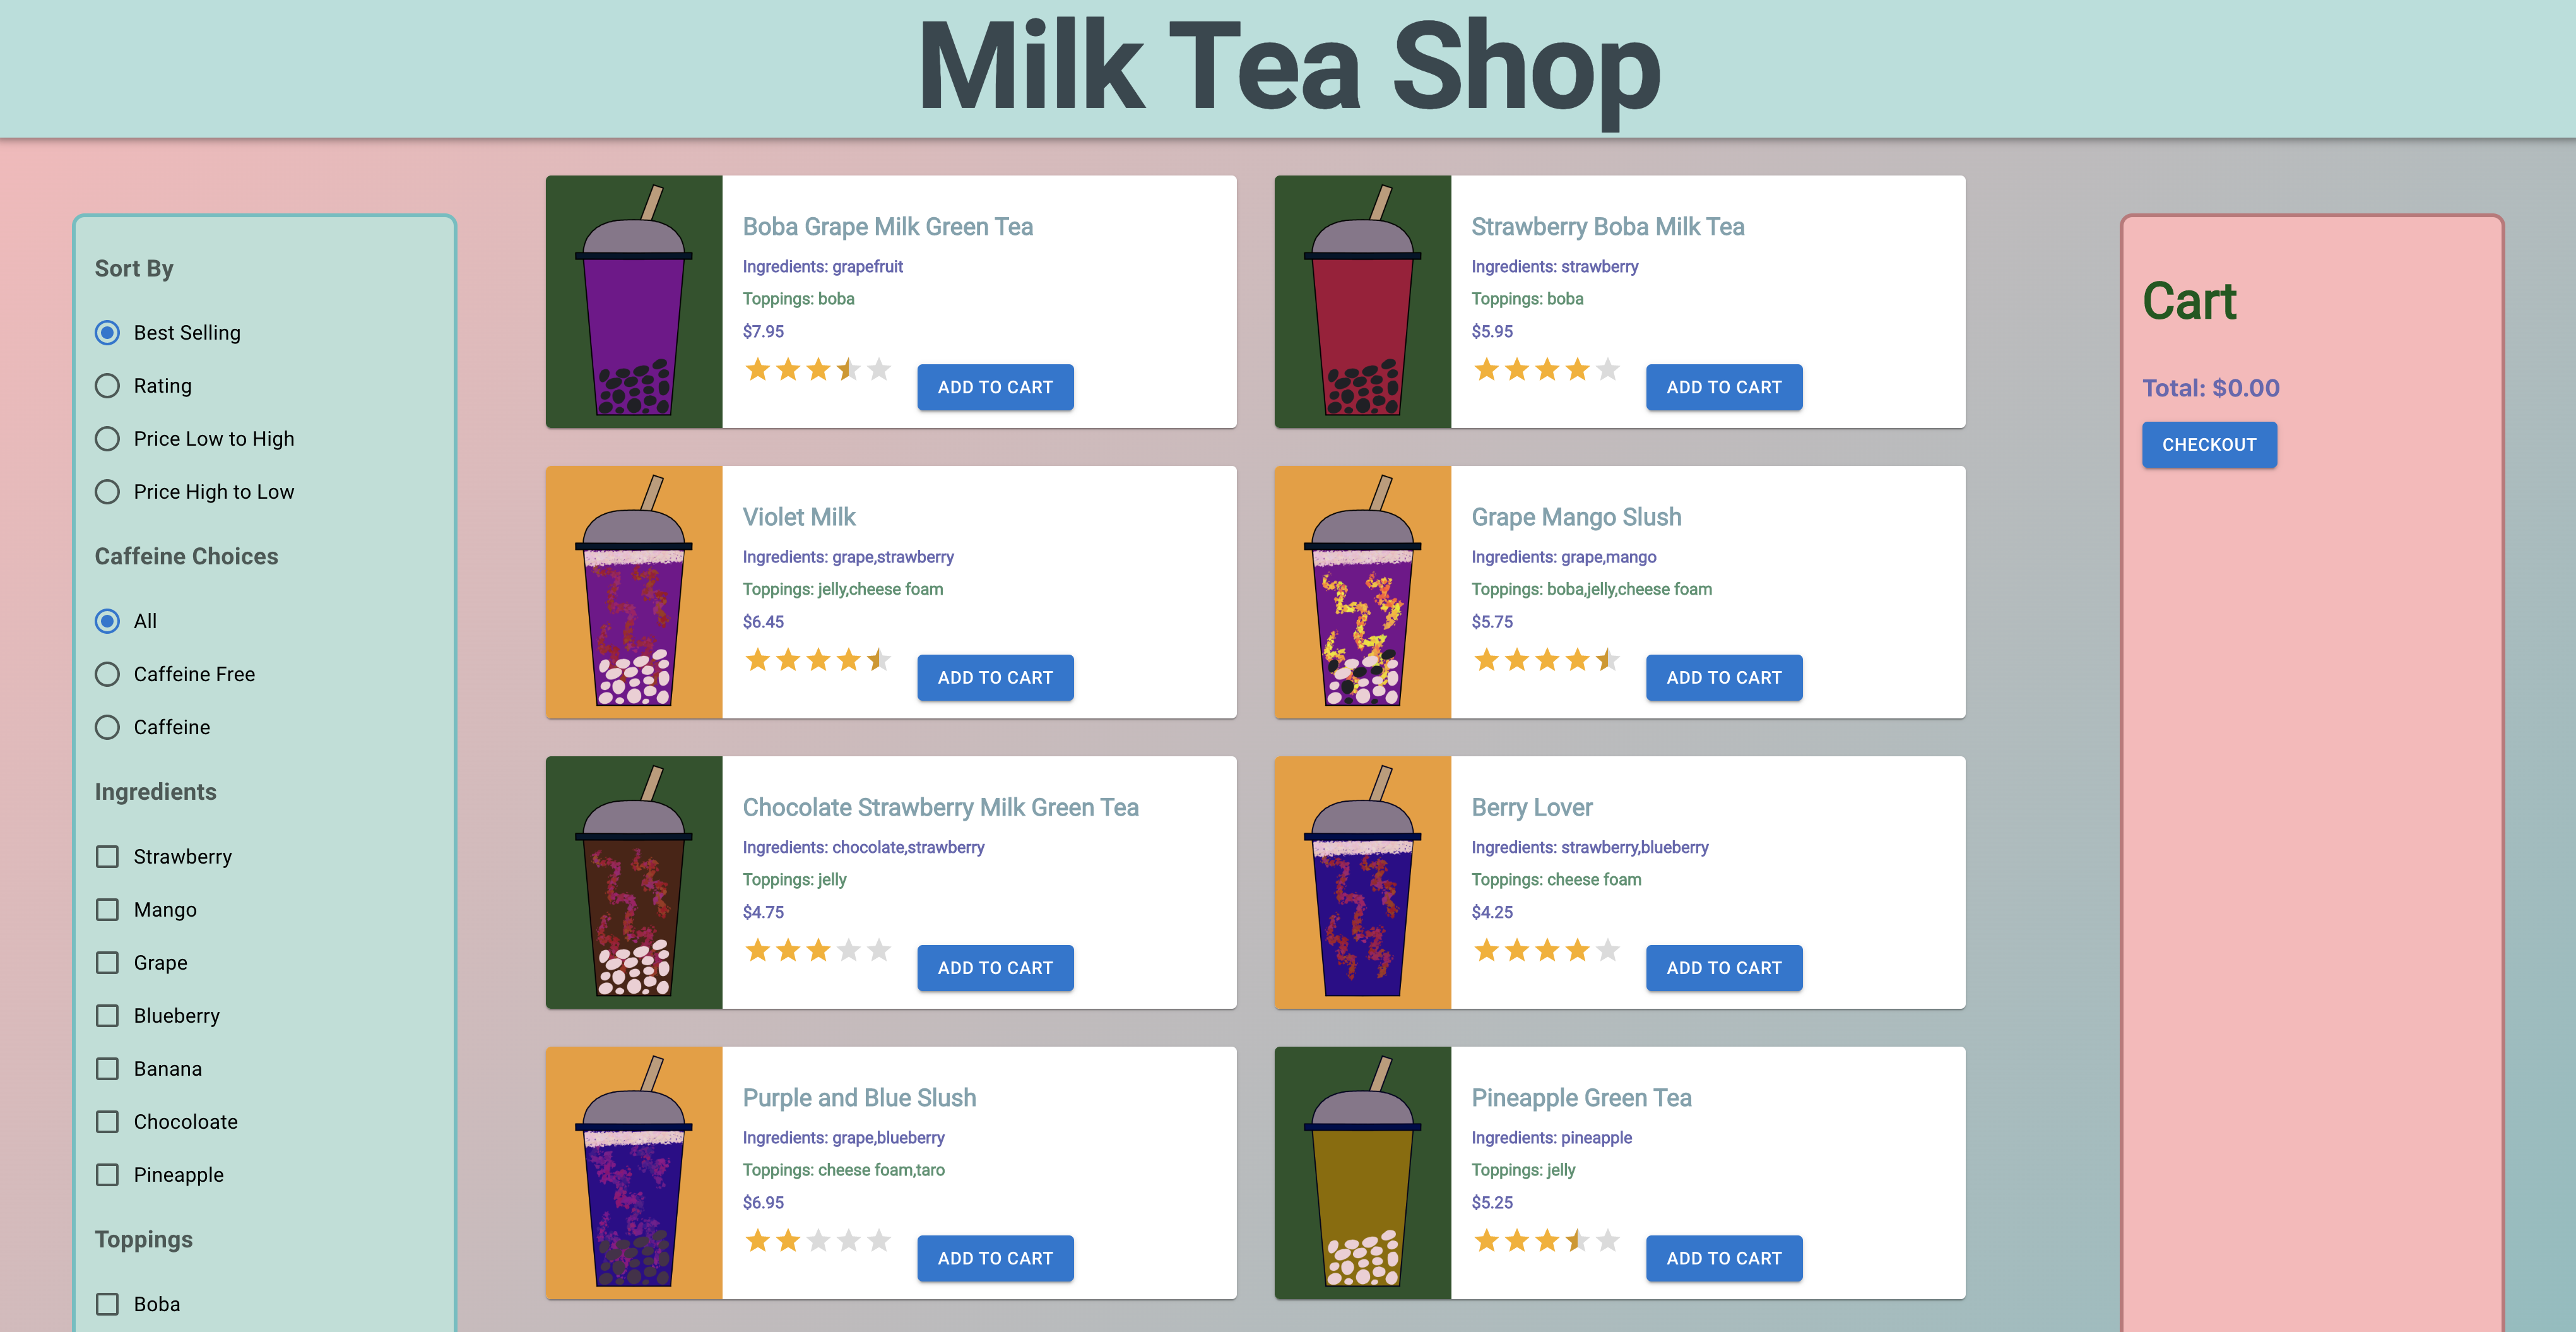 Milk Tea Shop
Sort By
Best Selling
Rating
Price Low to High
Price High to Low
Caffeine Choices
All
Caffeine Free
Caffeine
Ingredients
Strawberry
Mango
Grape
Blueberry
Banana
Chocoloate
Pineapple
Toppings
Boba
Boba Grape Milk Green Tea
Ingredients: grapefruit
Toppings: boba
$7.95
ADD TO CART
Strawberry Boba Milk Tea
Ingredients: strawberry
Toppings: boba
$5.95
ADD TO CART
Violet Milk
Ingredients: grape,strawberry
Toppings: jelly,cheese foam
$6.45
ADD TO CART
Grape Mango Slush
Ingredients: grape,mango
Toppings: boba,jelly,cheese foam
$5.75
ADD TO CART
Chocolate Strawberry Milk Green Tea
Ingredients: chocolate,strawberry
Toppings: jelly
$4.75
ADD TO CART
Berry Lover
Ingredients: strawberry,blueberry
Toppings: cheese foam
$4.25
ADD TO CART
Purple and Blue Slush
Ingredients: grape,blueberry
Toppings: cheese foam,taro
$6.95
ADD TO CART
Pineapple Green Tea
Ingredients: pineapple
Toppings: jelly
$5.25
ADD TO CART
Cart
Total: $0.00
CHECKOUT